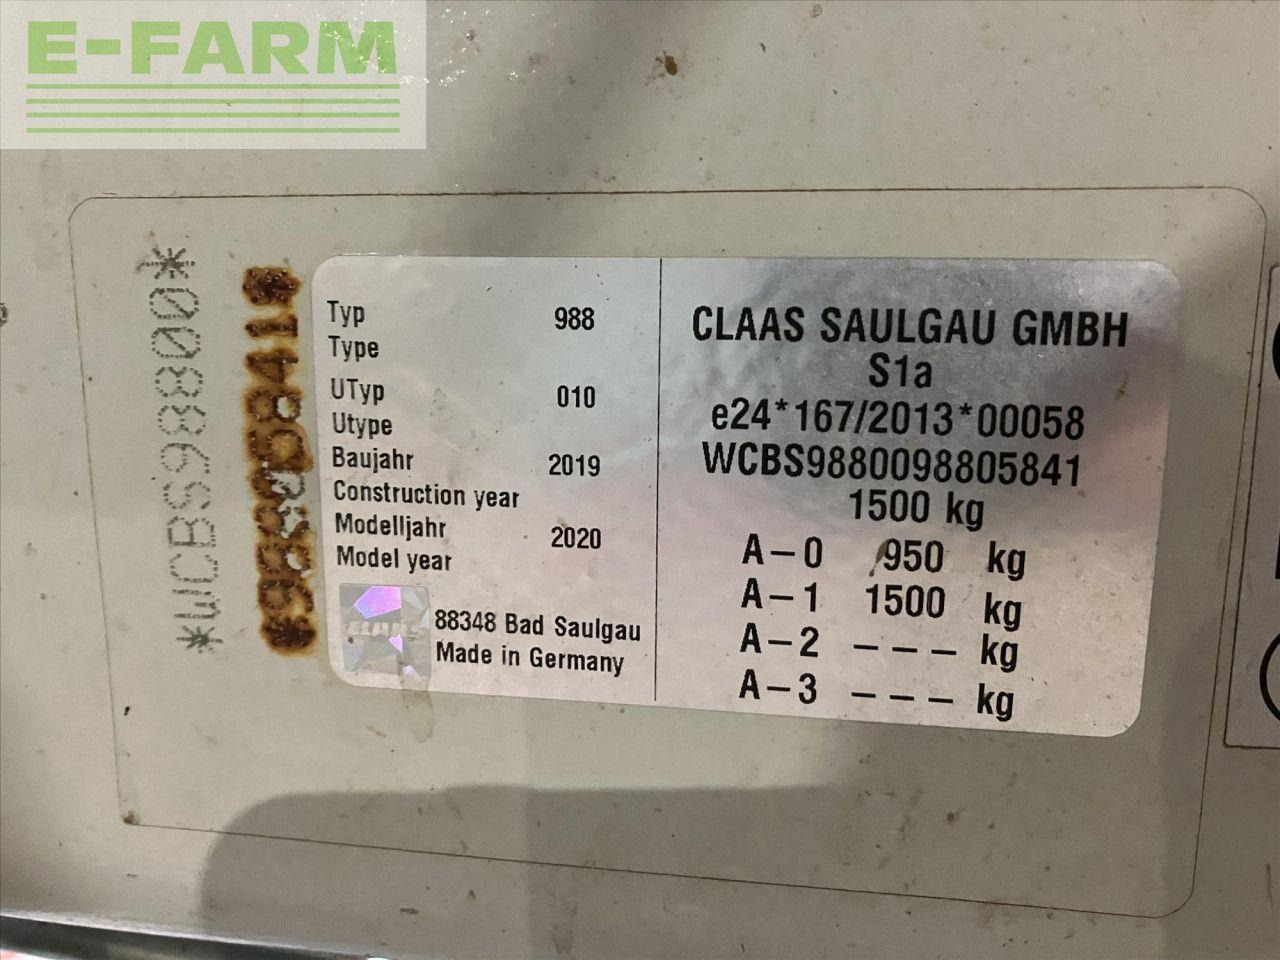 E-FARM
*WCBS98800*
Typ 988
Type
UTyp 010
Utype
Baujahr 2019
Construction year
Modelljahr 2020
Model year
CLAAS
88348 Bad Saulgau
Made in Germany
CLAAS SAULGAU GMBH
S1a
e24*167/2013*00058
WCBS9880098805841
1500 kg
A-0 950 kg
A-1 1500 kg
A-2 --- kg
A-3 --- kg